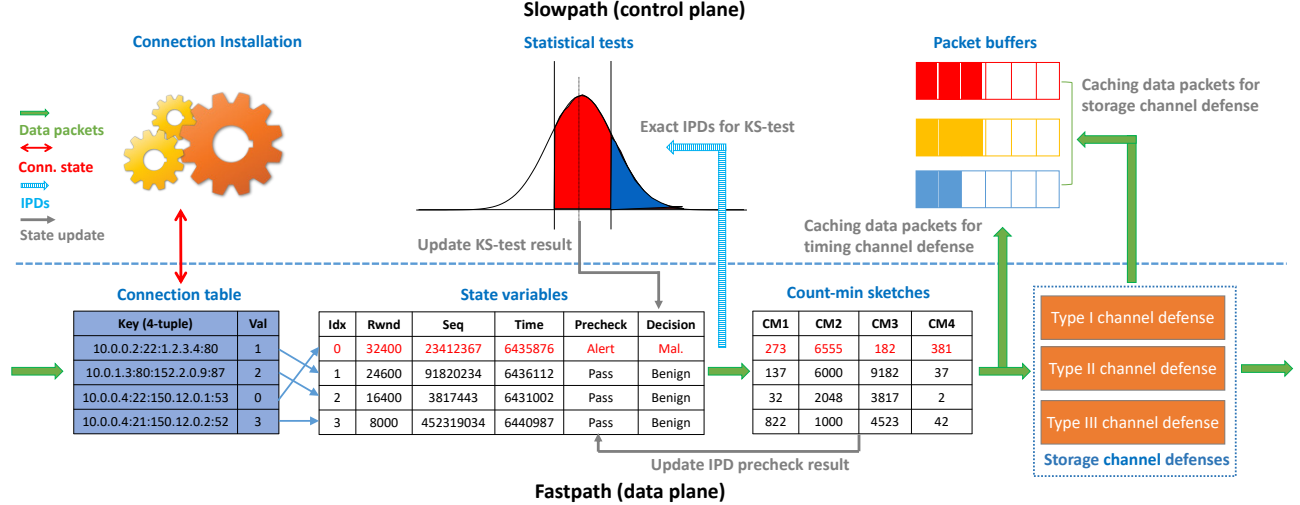 Slowpath (control plane)
Connection Installation
Statistical tests
Packet buffers
Data packets
Conn. state
IPDs
State update
Exact IPDs for KS-test
Caching data packets for
storage channel defense
Update KS-test result
Caching data packets for
timing channel defense
Connection table
Key (4-tuple) Val
10.0.0.2:22:1.2.3.4:80 1
10.0.1.3:80:152.2.0.9:87 2
10.0.0.4:22:150.12.0.1:53 0
10.0.0.4:21:150.12.0.2:52 3
State variables
Idx Rwnd Seq Time Precheck Decision
0 32400 23412367 6435876 Alert Mal.
1 24600 91820234 6436112 Pass Benign
2 16400 3817443 6431002 Pass Benign
3 8000 452319034 6440987 Pass Benign
Count-min sketches
CM1 CM2 CM3 CM4
273 6555 182 381
137 6000 9182 37
32 2048 3817 2
822 1000 4523 42
Update IPD precheck result
Type I channel defense
Type II channel defense
Type III channel defense
Storage channel defenses
Fastpath (data plane)